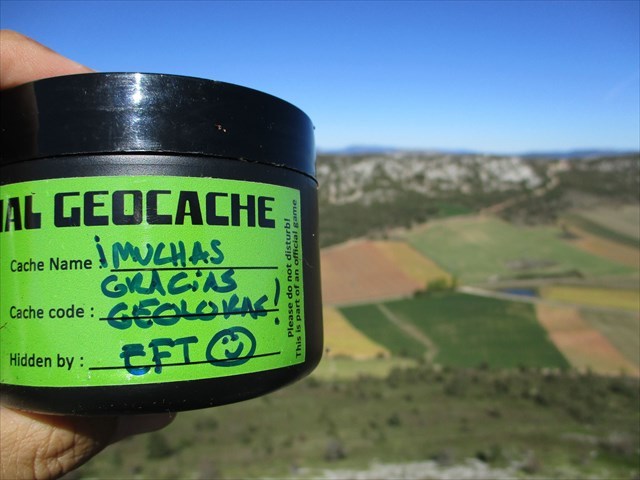 IAL GEOCACHE
Cache Name ¡MUCHAS
GRACIAS
Cache code : GEOLOKAS!
Hidden by : EFT
Please do not disturb!
This is part of an official game